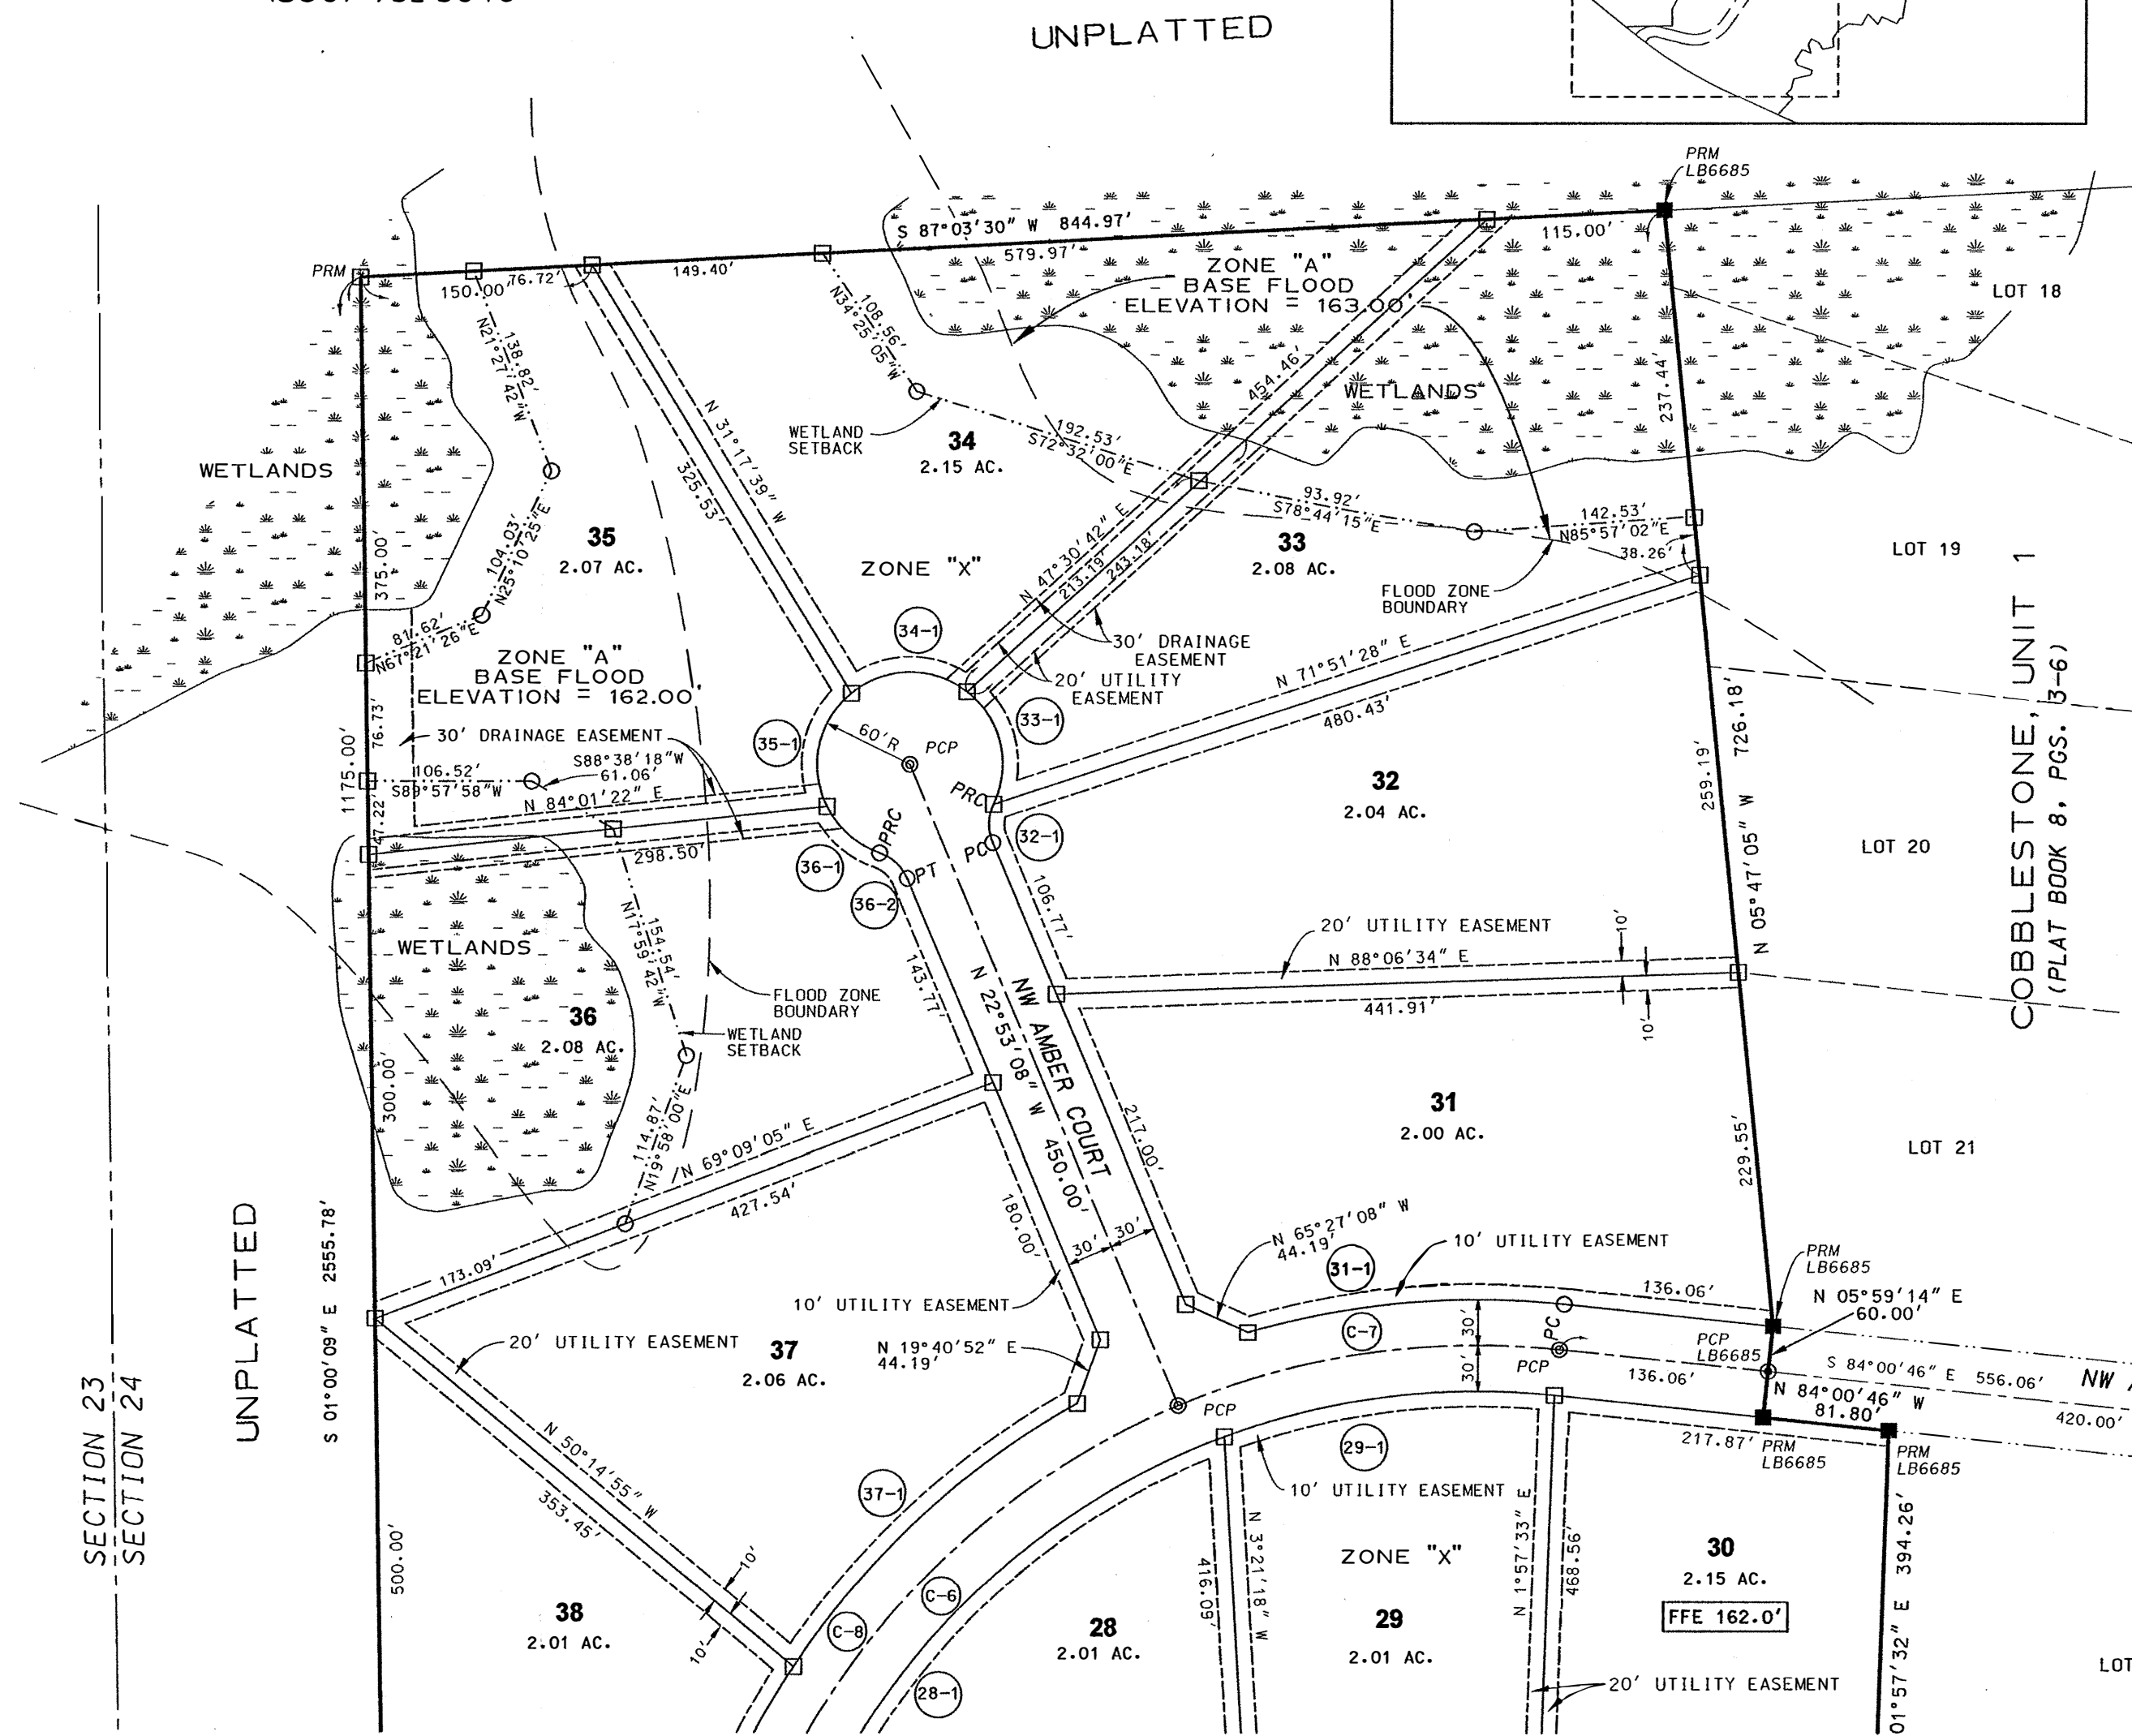 UNPLATTED
PRM
LB6685
S 87°03'30" W 844.97'
579.97'
115.00'
PRM
150.00'
76.72'
149.40'
ZONE "A"
BASE FLOOD
ELEVATION = 163.00'
LOT 18
138.82'
N21°27'42"W
108.56'
N34°25'05"W
454.46'
237.44'
WETLANDS
WETLAND
SETBACK
34
2.15 AC.
192.53'
S72°32'00"E
N 31°17'39" W
325.53'
WETLANDS
93.92'
S78°44'15"E
142.53'
N85°57'02"E
38.26'
LOT 19
35
2.07 AC.
104.03'
N25°10'25"E
375.00'
ZONE "X"
N 47°30'42" E
213.19'
243.18'
33
2.08 AC.
FLOOD ZONE
BOUNDARY
81.62'
N67°21'26"E
34-1
30' DRAINAGE
EASEMENT
20' UTILITY
EASEMENT
N 71°51'28" E
480.43'
ZONE "A"
BASE FLOOD
ELEVATION = 162.00'
33-1
76.73'
1175.00'
30' DRAINAGE EASEMENT
35-1
60'R
PCP
S88°38'18"W
61.06'
106.52'
S89°57'58"W
N 84°01'22" E
47.22
298.50'
PRC
PRC
PC
PT
32-1
36-1
36-2
32
2.04 AC.
259.19'
N 05°47'05" W 726.18'
LOT 20
COBBLESTONE, UNIT 1
(PLAT BOOK 8, PGS. 3-6)
106.77'
20' UTILITY EASEMENT
10'
N 88°06'34" E
441.91'
10'
WETLANDS
154.54'
N17°59'42"W
143.77'
FLOOD ZONE
BOUNDARY
WETLAND
SETBACK
36
2.08 AC.
300.00'
N 22°53'08" W 450.00'
NW AMBER COURT
114.87'
N19°58'00"E
N 69°09'05" E
427.54'
173.09'
31
2.00 AC.
217.00'
229.55'
LOT 21
UNPLATTED
S 01°00'09" E 2555.78'
180.00'
30'
30'
N 65°27'08" W
44.19'
31-1
10' UTILITY EASEMENT
136.06'
PRM
LB6685
N 05°59'14" E
60.00'
10' UTILITY EASEMENT
20' UTILITY EASEMENT
37
2.06 AC.
N 19°40'52" E
44.19'
C-7
30'
30'
PC
PCP
PCP
LB6685
136.06'
S 84°00'46" E 556.06'
NW
420.00'
N 84°00'46" W
81.80'
217.87'
PRM
LB6685
PRM
LB6685
PCP
SECTION 23
SECTION 24
N 50°14'55" W
353.45'
10'
10'
500.00'
37-1
29-1
10' UTILITY EASEMENT
C-6
C-8
28-1
38
2.01 AC.
28
2.01 AC.
416.09'
N 3°21'18" W
ZONE "X"
29
2.01 AC.
N 1°57'33" E
468.56'
30
2.15 AC.
FFE 162.0'
20' UTILITY EASEMENT
01°57'32" E 394.26'
LOT